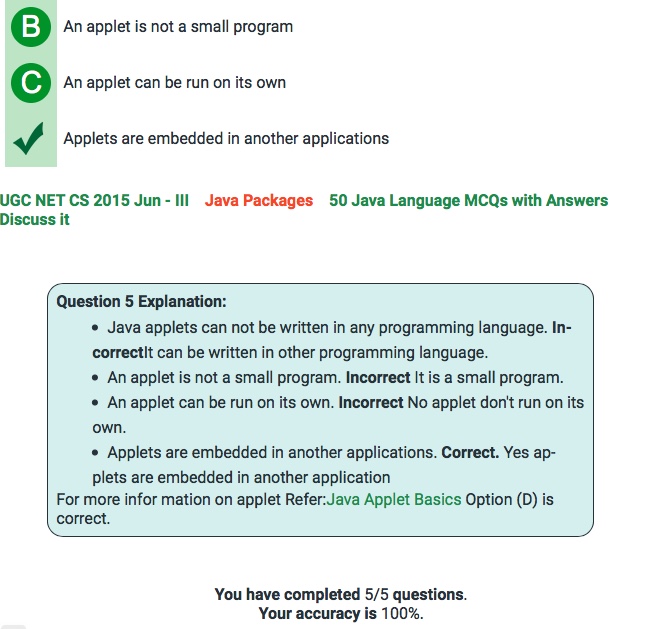 B An applet is not a small program
C An applet can be run on its own
Applets are embedded in another applications
UGC NET CS 2015 Jun - III Java Packages 50 Java Language MCQs with Answers
Discuss it
Question 5 Explanation:
• Java applets can not be written in any programming language. In-
correctIt can be written in other programming language.
• An applet is not a small program. Incorrect It is a small program.
• An applet can be run on its own. Incorrect No applet don't run on its
own.
• Applets are embedded in another applications. Correct. Yes ap-
plets are embedded in another application
For more infor mation on applet Refer:Java Applet Basics Option (D) is
correct.
You have completed 5/5 questions.
Your accuracy is 100%.